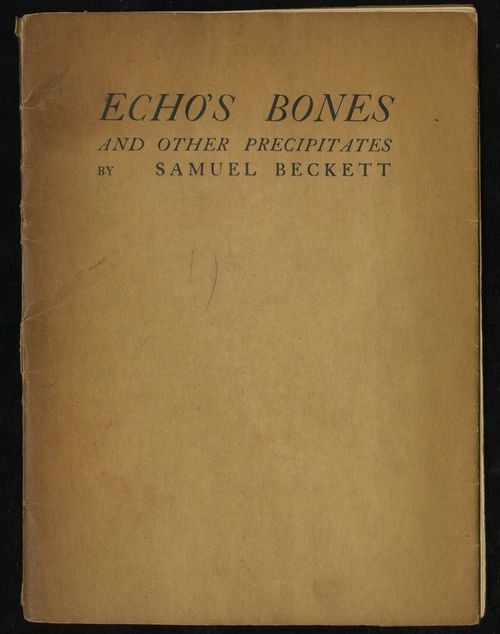 ECHO'S BONES
AND OTHER PRECIPITATES
BY SAMUEL BECKETT